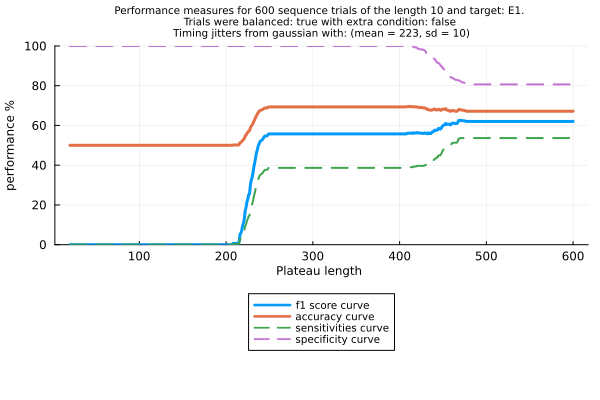 Performance measures for 600 sequence trials of the length 10 and target: E1.
Trials were balanced: true with extra condition: false
Timing jitters from gaussian with: (mean = 223, sd = 10)
100
80
60
40
20
0
performance %
100 200 300 400 500 600
Plateau length
f1 score curve
accuracy curve
sensitivities curve
specificity curve